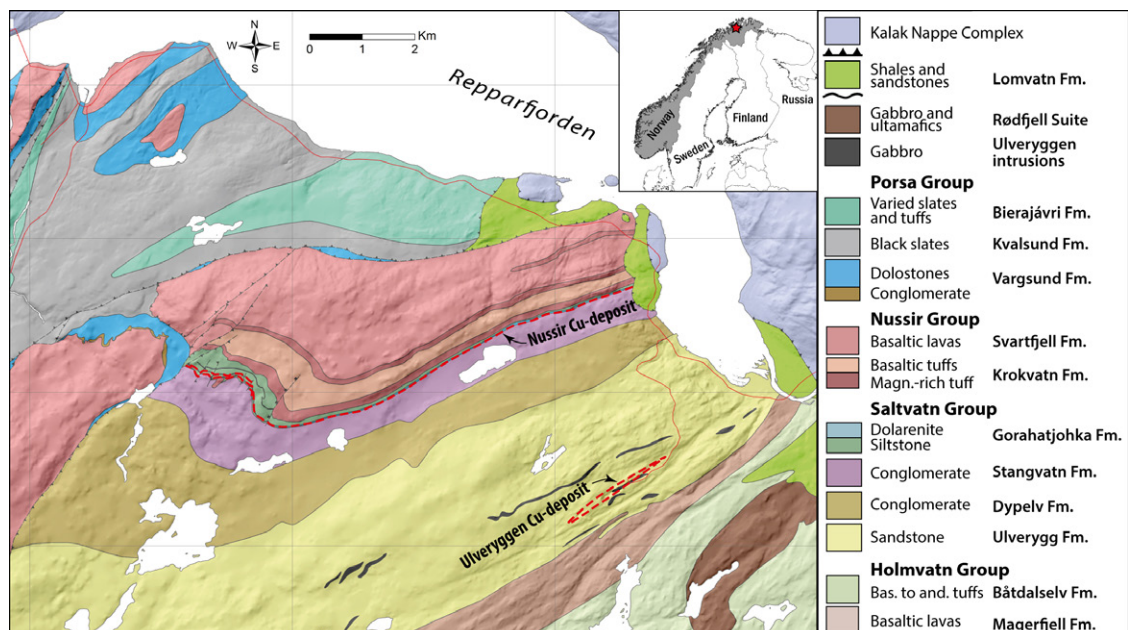 N
W E
S
0 1 2 Km
Repparfjorden
Norway
Sweden
Finland
Russia
Nussir Cu-deposit
Ulveryggen Cu-deposit
Kalak Nappe Complex
Shales and
sandstones Lomvatn Fm.
Gabbro and
ultamafics Rødfjell Suite
Gabbro Ulveryggen
intrusions
Porsa Group
Varied slates
and tuffs Bierajávri Fm.
Black slates Kvalsund Fm.
Dolostones Vargsund Fm.
Conglomerate
Nussir Group
Basaltic lavas Svartfjell Fm.
Basaltic tuffs Krokvatn Fm.
Magn.-rich tuff
Saltvatn Group
Dolarenite Gorahatjohka Fm.
Siltstone
Conglomerate Stangvatn Fm.
Conglomerate Dypelv Fm.
Sandstone Ulverygg Fm.
Holmvatn Group
Bas. to and. tuffs Båtdalselv Fm.
Basaltic lavas Magerfjell Fm.